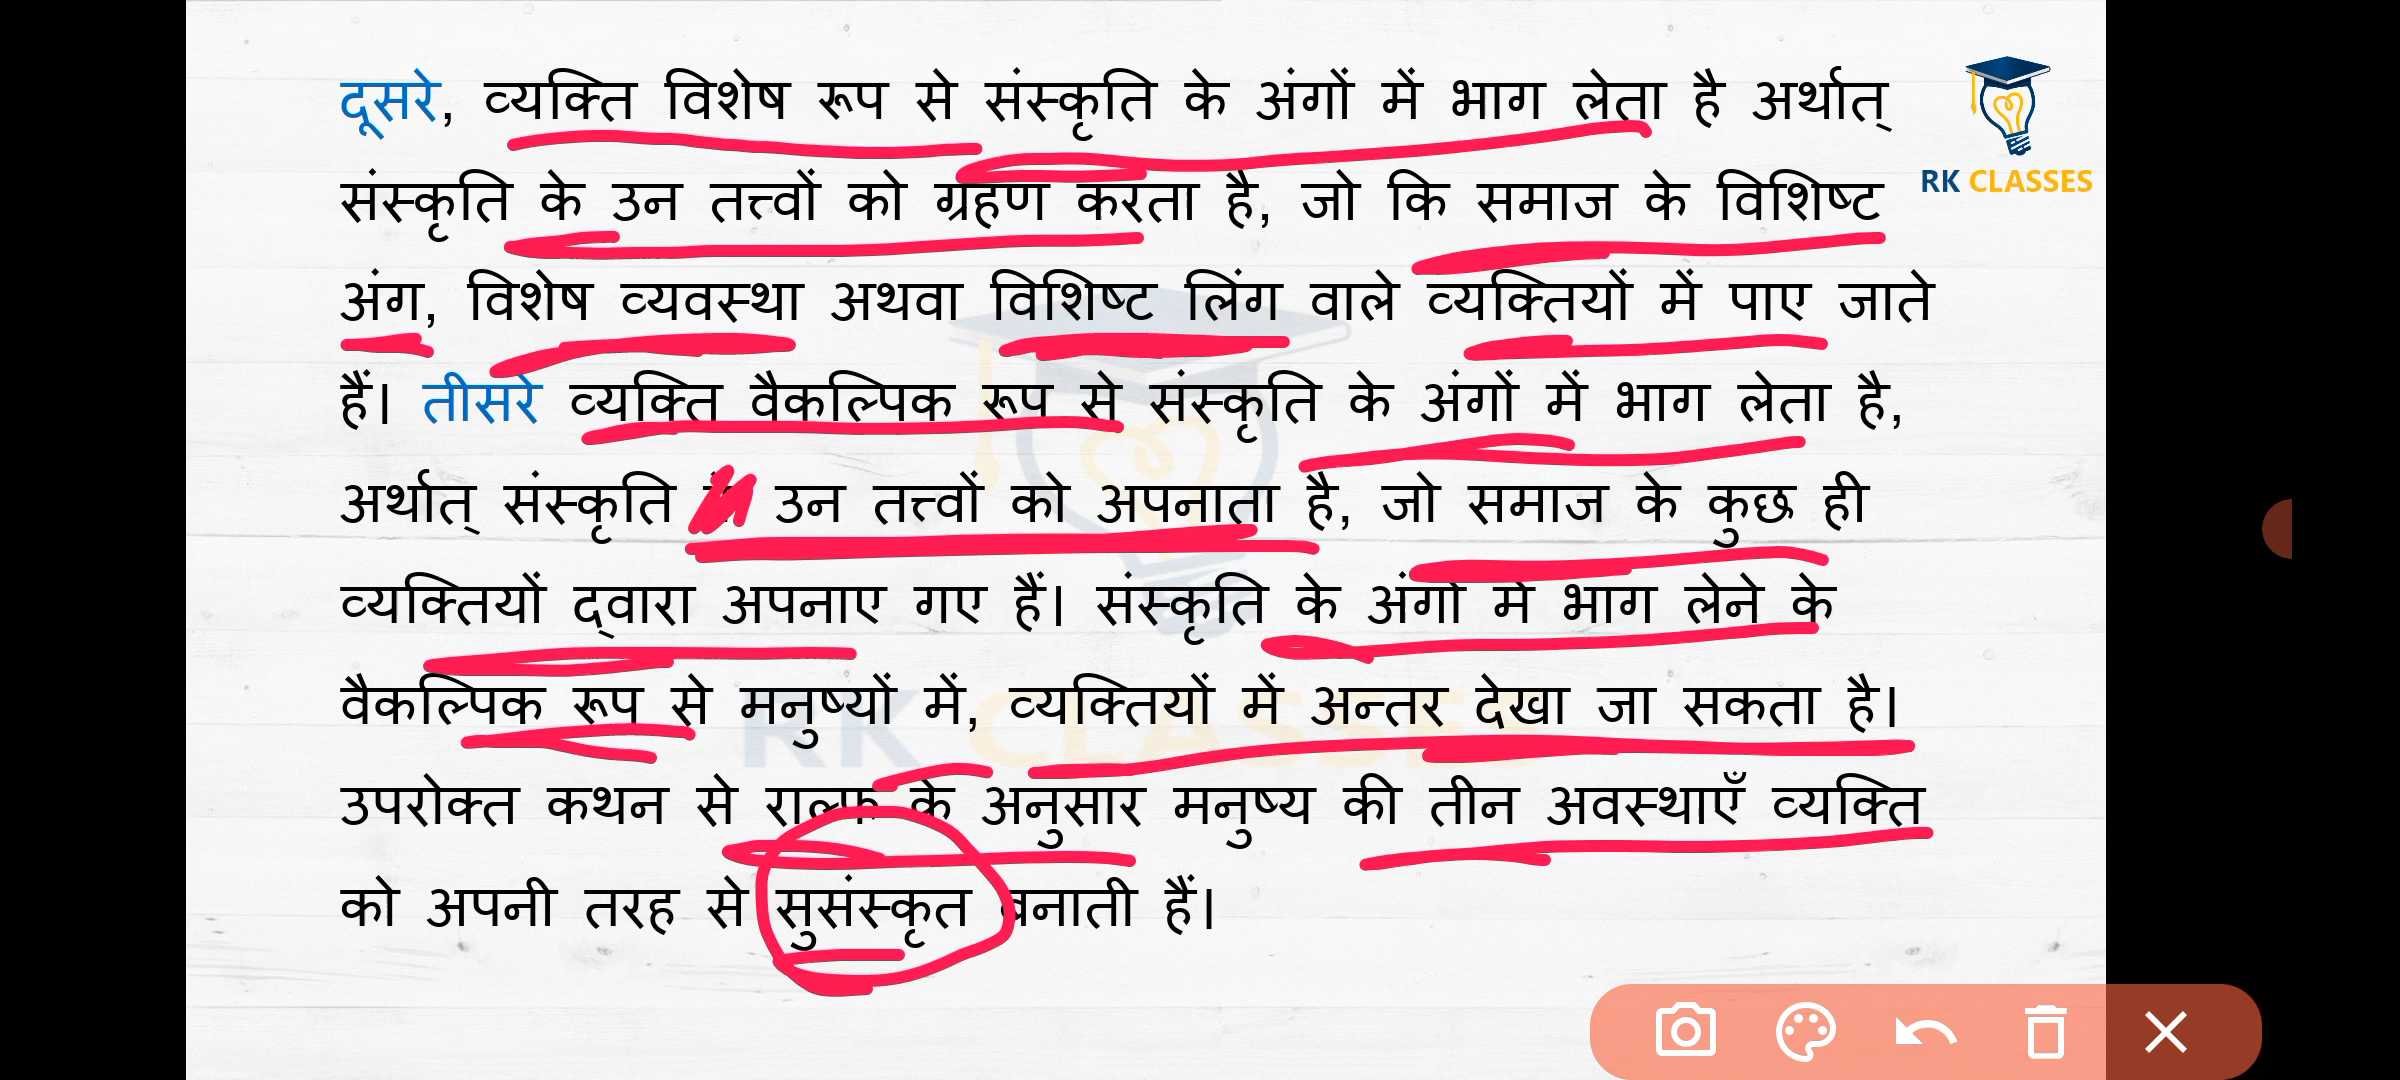 दूसरे, व्यक्ति विशेष रूप से संस्कृति के अंगों में भाग लेता है अर्थात्
संस्कृति के उन तत्त्वों को ग्रहण करता है, जो कि समाज के विशिष्ट
अंग, विशेष व्यवस्था अथवा विशिष्ट लिंग वाले व्यक्तियों में पाए जाते
हैं। तीसरे व्यक्ति वैकल्पिक रूप से संस्कृति के अंगों में भाग लेता है,
अर्थात् संस्कृति उन तत्त्वों को अपनाता है, जो समाज के कुछ ही
व्यक्तियों द्वारा अपनाए गए हैं। संस्कृति के अंगों में भाग लेने के
वैकल्पिक रूप से मनुष्यों में, व्यक्तियों में अन्तर देखा जा सकता है।
उपरोक्त कथन से राल्फ के अनुसार मनुष्य की तीन अवस्थाएँ व्यक्ति
को अपनी तरह से सुसंस्कृत बनाती हैं।
RK CLASSES
RK CLASSES